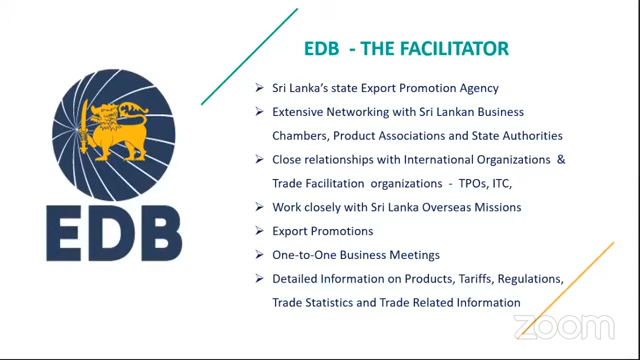 EDB - THE FACILITATOR
➢ Sri Lanka's state Export Promotion Agency
➢ Extensive Networking with Sri Lankan Business
Chambers, Product Associations and State Authorities
➢ Close relationships with International Organizations &
Trade Facilitation organizations - TPOs, ITC,
➢ Work closely with Sri Lanka Overseas Missions
➢ Export Promotions
➢ One-to-One Business Meetings
➢ Detailed Information on Products, Tariffs, Regulations,
Trade Statistics and Trade Related Information
EDB
zoom